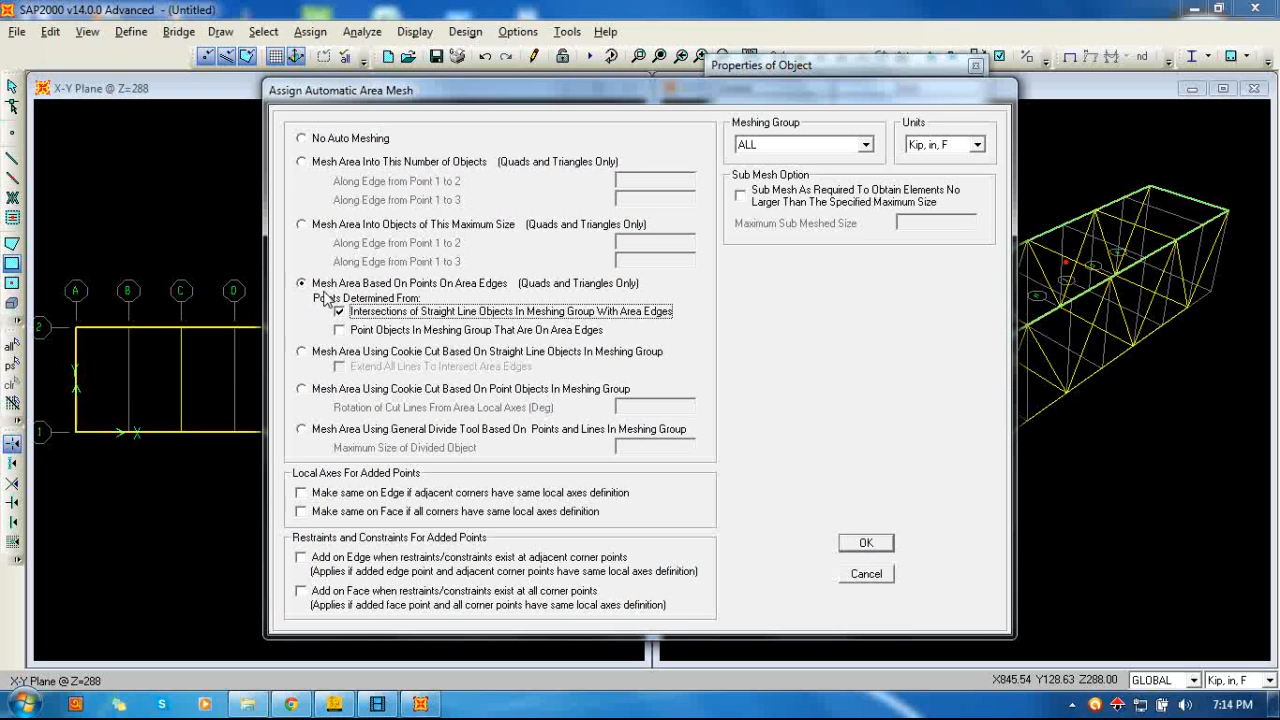 SAP2000 v14.0.0 Advanced - (Untitled)
File Edit View Define Bridge Draw Select Assign Analyze Display Design Options Tools Help
nd
X-Y Plane @ Z=288
Properties of Object
Assign Automatic Area Mesh
No Auto Meshing
Mesh Area Into This Number of Objects (Quads and Triangles Only)
Along Edge from Point 1 to 2
Along Edge from Point 1 to 3
Mesh Area Into Objects of This Maximum Size (Quads and Triangles Only)
Along Edge from Point 1 to 2
Along Edge from Point 1 to 3
Mesh Area Based On Points On Area Edges (Quads and Triangles Only)
Points Determined From:
Intersections of Straight Line Objects In Meshing Group With Area Edges
Point Objects In Meshing Group That Are On Area Edges
Mesh Area Using Cookie Cut Based On Straight Line Objects In Meshing Group
Extend All Lines To Intersect Area Edges
Mesh Area Using Cookie Cut Based On Point Objects In Meshing Group
Rotation of Cut Lines From Area Local Axes (Deg)
Mesh Area Using General Divide Tool Based On Points and Lines In Meshing Group
Maximum Size of Divided Object
Local Axes For Added Points
Make same on Edge if adjacent corners have same local axes definition
Make same on Face if all corners have same local axes definition
Restraints and Constraints For Added Points
Add on Edge when restraints/constraints exist at adjacent corner points
(Applies if added edge point and adjacent corner points have same local axes definition)
Add on Face when restraints/constraints exist at all corner points
(Applies if added face point and all corner points have same local axes definition)
Meshing Group
ALL
Units
Kip, in, F
Sub Mesh Option
Sub Mesh As Required To Obtain Elements No
Larger Than The Specified Maximum Size
Maximum Sub Meshed Size
OK
Cancel
A B C D
2
Y
1
X
all
ps
clr
X-Y Plane @ Z=288
X845.54 Y128.63 Z288.00
GLOBAL
Kip, in, F
7:14 PM